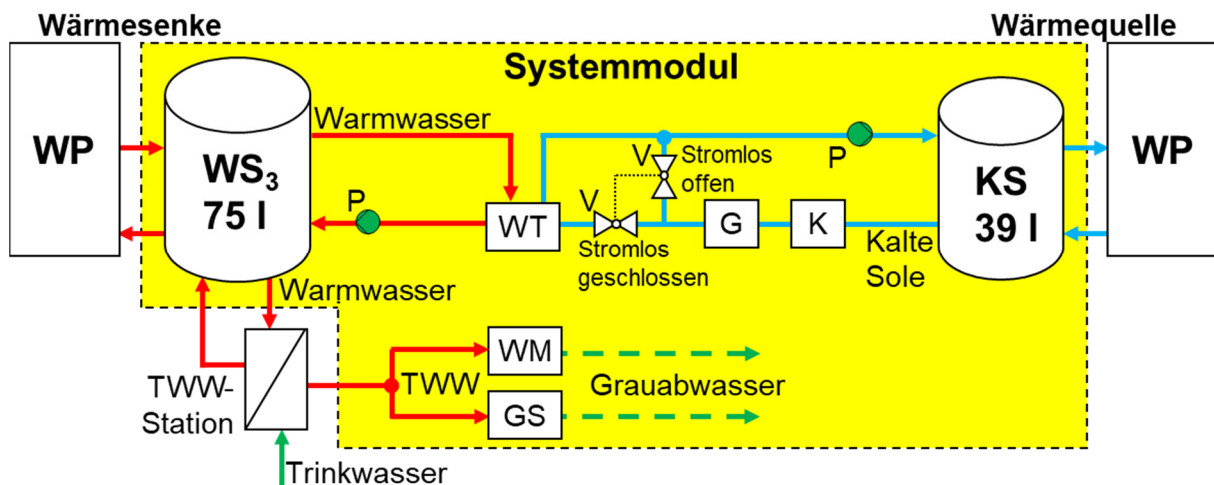 Wärmesenke
Wärmequelle
Systemmodul
WP
WS₃
75 l
Warmwasser
P
WT
V
Stromlos
offen
V
Stromlos
geschlossen
G
K
P
Kalte
Sole
KS
39 l
WP
Warmwasser
TWW-
Station
Trinkwasser
TWW
WM
GS
Grauabwasser